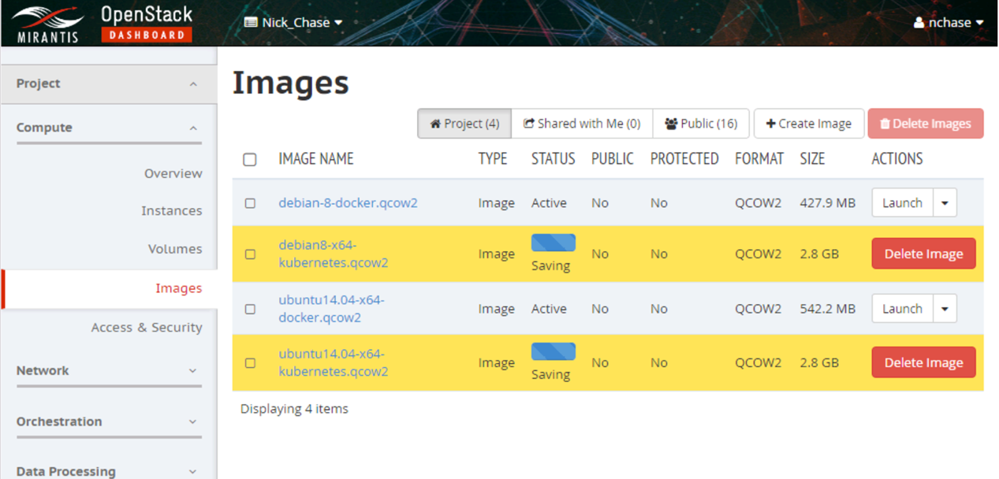 MIRANTIS
OpenStack
DASHBOARD
Nick_Chase
nchase
Project
Compute
Overview
Instances
Volumes
Images
Access & Security
Network
Orchestration
Data Processing
Images
Project (4) Shared with Me (0) Public (16) Create Image Delete Images
IMAGE NAME TYPE STATUS PUBLIC PROTECTED FORMAT SIZE ACTIONS
debian-8-docker.qcow2 Image Active No No QCOW2 427.9 MB Launch
debian8-x64-
kubernetes.qcow2 Image Saving No No QCOW2 2.8 GB Delete Image
ubuntu14.04-x64-
docker.qcow2 Image Active No No QCOW2 542.2 MB Launch
ubuntu14.04-x64-
kubernetes.qcow2 Image Saving No No QCOW2 2.8 GB Delete Image
Displaying 4 items